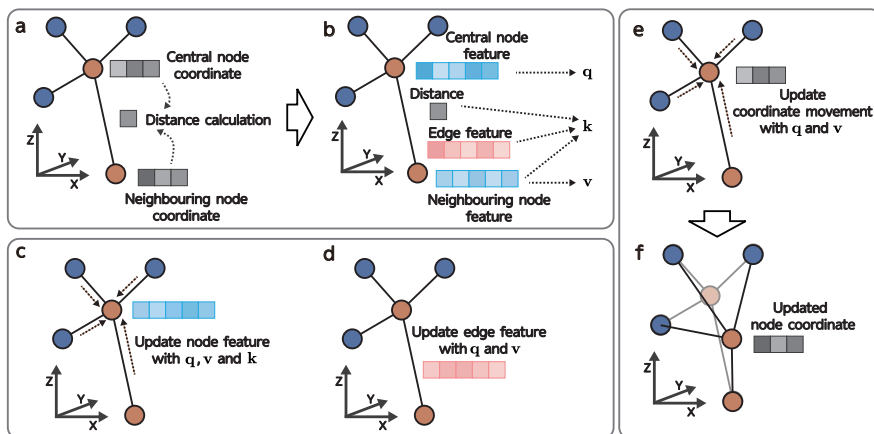 a
Central node
coordinate
Distance calculation
Z
Y
X
Neighbouring node
coordinate
b
Central node
feature
q
Distance
k
Edge feature
v
Z
Y
X
Neighbouring node
feature
c
Update node feature
with q, v and k
Z
Y
X
d
Update edge feature
with q and v
Z
Y
X
e
Update
coordinate movement
with q and v
Z
Y
X
f
Updated
node coordinate
Z
Y
X